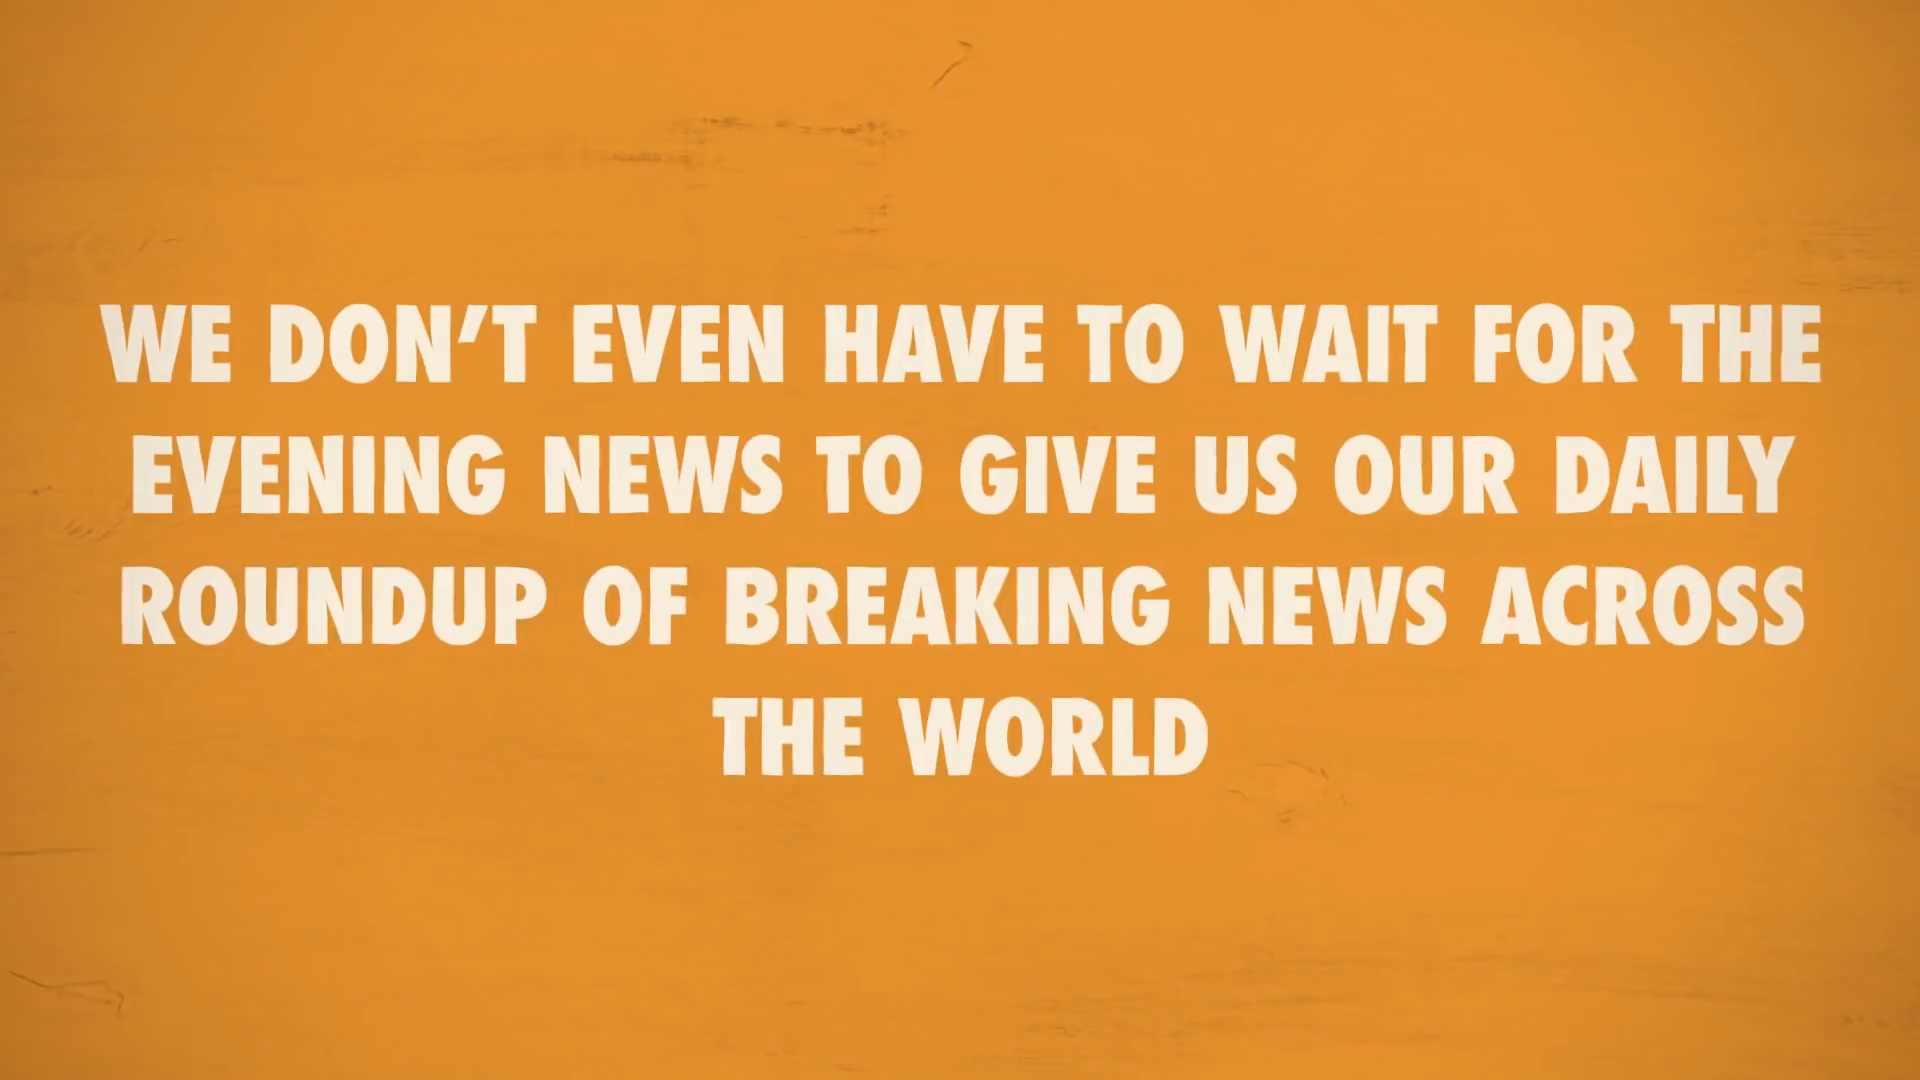 WE DON’T EVEN HAVE TO WAIT FOR THE
EVENING NEWS TO GIVE US OUR DAILY
ROUNDUP OF BREAKING NEWS ACROSS
THE WORLD